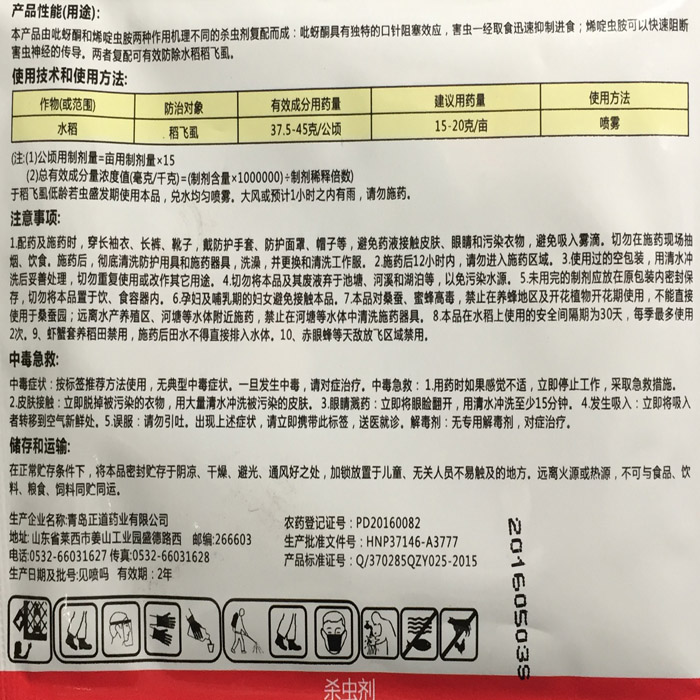 产品性能(用途):
本产品由吡蚜酮和烯啶虫胺两种作用机理不同的杀虫剂复配而成:吡蚜酮具有独特的口针阻塞效应，害虫一经取食迅速抑制进食；烯啶虫胺可以快速阻断
害虫神经的传导。两者复配可有效防除水稻稻飞虱。
使用技术和使用方法:
作物(或范围) 防治对象 有效成分用药量 建议用药量 使用方法
水稻 稻飞虱 37.5-45克/公顷 15-20克/亩 喷雾
(注:(1)公顷用制剂量=亩用制剂量×15
(2)总有效成分量浓度值(毫克/千克)=(制剂含量×1000000)÷制剂稀释倍数)
于稻飞虱低龄若虫盛发期使用本品，兑水均匀喷雾。大风或预计1小时之内有雨，请勿施药。
注意事项:
1.配药及施药时，穿长袖衣、长裤、靴子，戴防护手套、防护面罩、帽子等，避免药液接触皮肤、眼睛和污染衣物，避免吸入雾滴。切勿在施药现场抽
烟、饮食。施药后，彻底清洗防护用具和施药器具，洗澡，并更换和清洗工作服。2.施药后12小时内，请勿进入施药区域。3.使用过的空包装，用清水冲
洗后妥善处理，切勿重复使用或改作其它用途。4.切勿将本品及其废液弃于池塘、河溪和湖泊等，以免污染水源。5.未用完的制剂应放在原包装内密封保
存，切勿将本品置于饮、食容器内。6.孕妇及哺乳期的妇女避免接触本品。7.本品对桑蚕、蜜蜂高毒，禁止在养蜂地区及开花植物开花期使用，不能直接
使用于桑蚕园；远离水产养殖区、河塘等水体附近施药，禁止在河塘等水体中清洗施药器具。8.本品在水稻上使用的安全间隔期为30天，每季最多使用
2次。9、虾蟹套养稻田禁用，施药后田水不得直接排入水体。10、赤眼蜂等天敌放飞区域禁用。
中毒急救:
中毒症状:按标签推荐方法使用，无典型中毒症状。一旦发生中毒，请对症治疗。中毒急救：1.用药时如果感觉不适，立即停止工作，采取急救措施。
2.皮肤接触:立即脱掉被污染的衣物，用大量清水冲洗被污染的皮肤。3.眼睛溅药:立即将眼睑翻开，用清水冲洗至少15分钟。4.发生吸入:立即将吸入
者转移到空气新鲜处。5.误服:请勿引吐。出现上述症状，请立即携带此标签，送医就诊。解毒剂:无专用解毒剂，对症治疗。
储存和运输:
在正常贮存条件下，将本品密封贮存于阴凉、干燥、避光、通风好之处，加锁放置于儿童、无关人员不易触及的地方。远离火源或热源，不可与食品、饮
料、粮食、饲料同贮同运。
生产企业名称:青岛正道药业有限公司
地址:山东省莱西市姜山工业园盛德路西 邮编:266603
电话:0532-66031627 传真:0532-66031628
生产日期及批号:见喷码 有效期：2年
农药登记证号：PD20160082
生产批准文件号：HNP37146-A3777
产品标准证号：Q/370285QZY025-2015
20160503S
杀虫剂